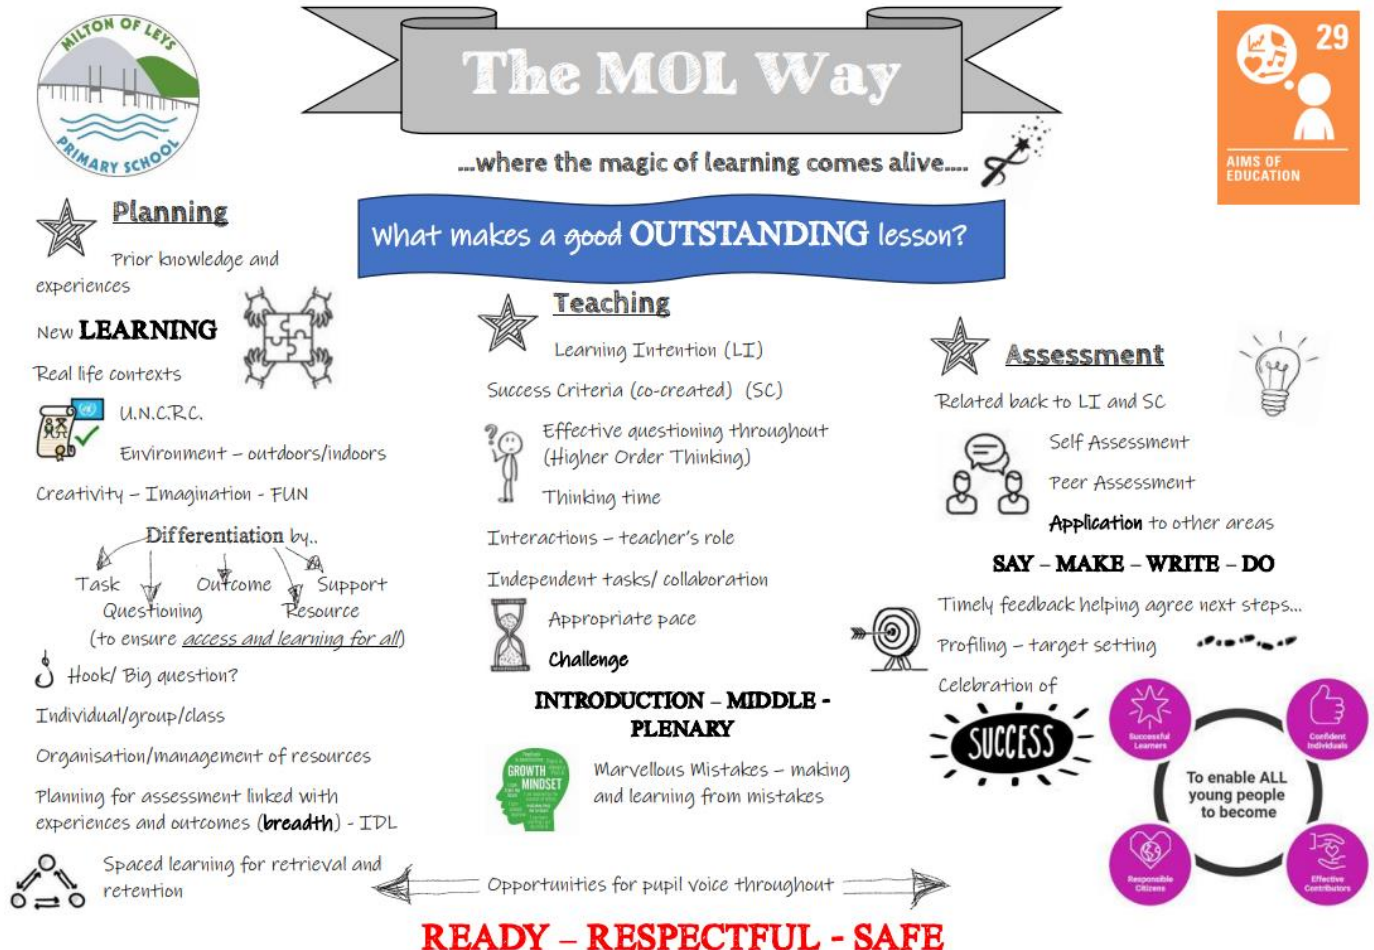 MILTON OF LEYS
PRIMARY SCHOOL
The MOL Way
...where the magic of learning comes alive....
29
AIMS OF
EDUCATION
What makes a good OUTSTANDING lesson?
Planning
Prior knowledge and
experiences
New LEARNING
Real life contexts
U.N.C.R.C.
Environment – outdoors/indoors
Creativity – Imagination - FUN
Differentiation by..
Task
Outcome
Support
Questioning
Resource
(to ensure access and learning for all)
Hook/ Big question?
Individual/group/class
Organisation/management of resources
Planning for assessment linked with
experiences and outcomes (breadth) - IDL
Spaced learning for retrieval and
retention
Teaching
Learning Intention (LI)
Success Criteria (co-created) (SC)
Effective questioning throughout
(Higher Order Thinking)
Thinking time
Interactions – teacher's role
Independent tasks/ collaboration
Appropriate pace
Challenge
INTRODUCTION – MIDDLE -
PLENARY
GROWTH
MINDSET
Marvellous Mistakes – making
and learning from mistakes
Assessment
Related back to LI and SC
Self Assessment
Peer Assessment
Application to other areas
SAY – MAKE – WRITE – DO
Timely feedback helping agree next steps...
Profiling – target setting
Celebration of
SUCCESS
Successful
Learners
Confident
Individuals
To enable ALL
young people
to become
Responsible
Citizens
Effective
Contributors
Opportunities for pupil voice throughout
READY – RESPECTFUL - SAFE